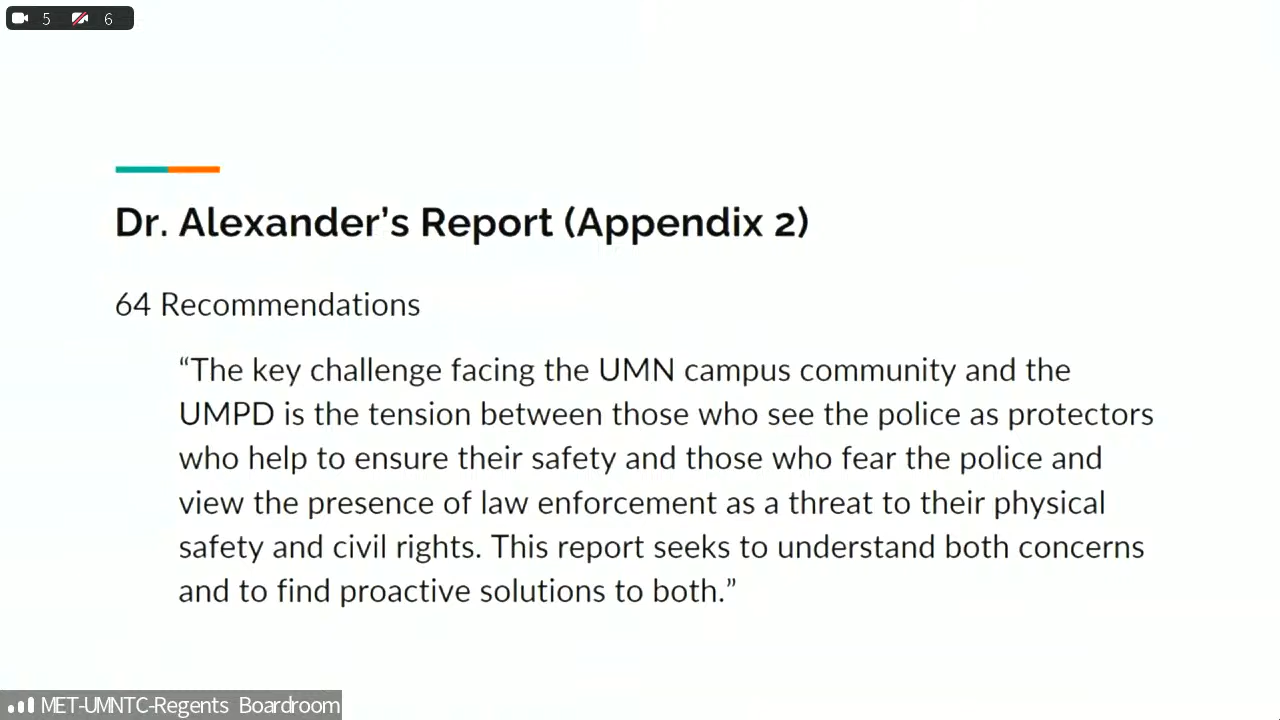 5 6
Dr. Alexander’s Report (Appendix 2)
64 Recommendations
“The key challenge facing the UMN campus community and the
UMPD is the tension between those who see the police as protectors
who help to ensure their safety and those who fear the police and
view the presence of law enforcement as a threat to their physical
safety and civil rights. This report seeks to understand both concerns
and to find proactive solutions to both.”
MET-UMNTC-Regents Boardroom